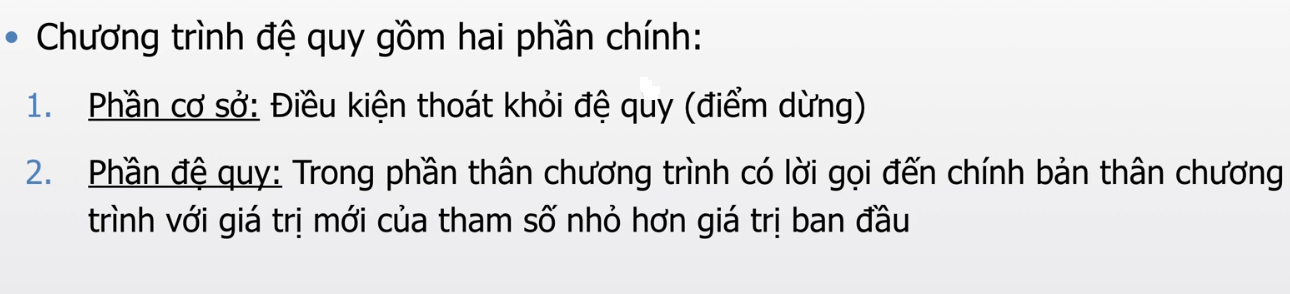 • Chương trình đệ quy gồm hai phần chính:
1. Phần cơ sở: Điều kiện thoát khỏi đệ quy (điểm dừng)
2. Phần đệ quy: Trong phần thân chương trình có lời gọi đến chính bản thân chương
trình với giá trị mới của tham số nhỏ hơn giá trị ban đầu